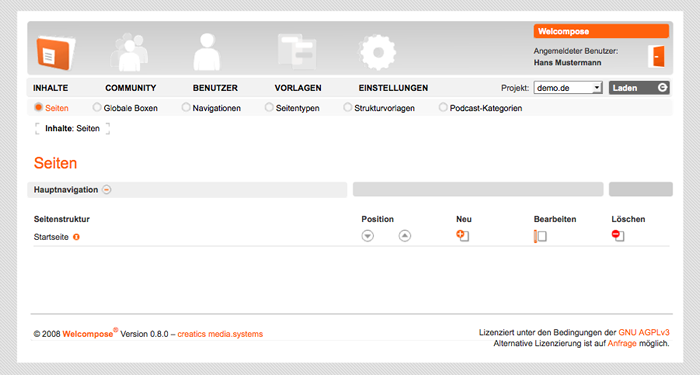 Welcompose
Angemeldeter Benutzer:
Hans Mustermann
INHALTE COMMUNITY BENUTZER VORLAGEN EINSTELLUNGEN Projekt: demo.de Laden
Seiten Globale Boxen Navigationen Seitentypen Strukturvorlagen Podcast-Kategorien
Inhalte: Seiten
Seiten
Hauptnavigation
Seitenstruktur Position Neu Bearbeiten Löschen
Startseite
© 2008 Welcompose® Version 0.8.0 – creatics media.systems
Lizenziert unter den Bedingungen der GNU AGPLv3
Alternative Lizenzierung ist auf Anfrage möglich.